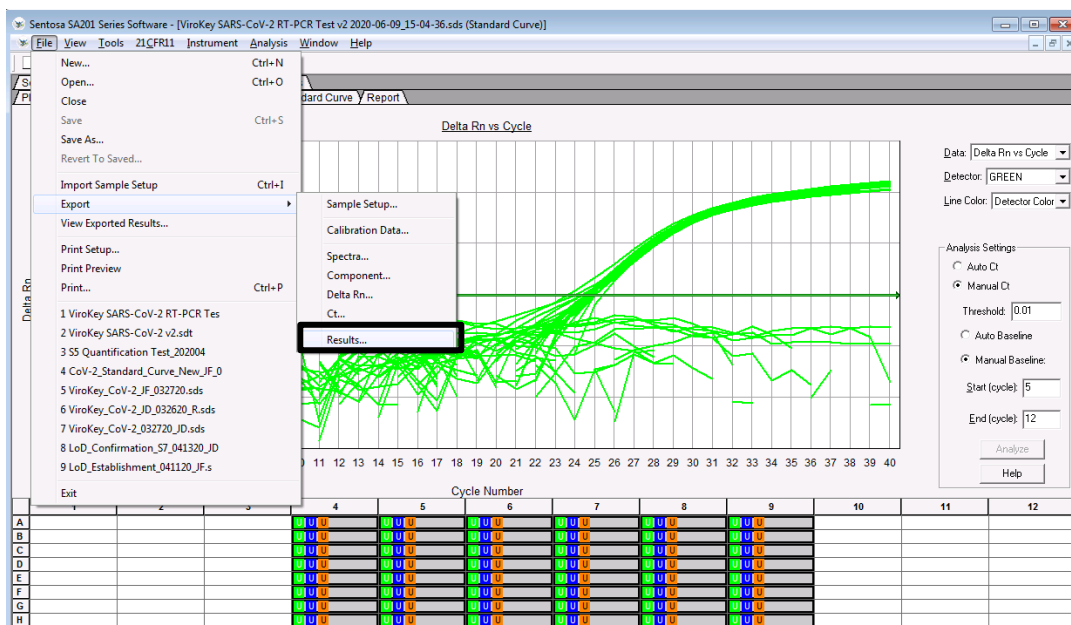 Sentosa SA201 Series Software - [ViroKey SARS-CoV-2 RT-PCR Test v2 2020-06-09_15-04-36.sds (Standard Curve)]
File View Tools 21CFR11 Instrument Analysis Window Help
New... Ctrl+N
Open... Ctrl+O
Close
Save Ctrl+S
Save As...
Revert To Saved...
Import Sample Setup Ctrl+I
Export
View Exported Results...
Print Setup...
Print Preview
Print... Ctrl+P
1 ViroKey SARS-CoV-2 RT-PCR Tes
2 ViroKey SARS-CoV-2 v2.sdt
3 S5 Quantification Test_202004
4 CoV-2_Standard_Curve_New_JF_0
5 ViroKey_CoV-2_JF_032720.sds
6 ViroKey_CoV-2_JD_032620_R.sds
7 ViroKey_CoV-2_032720_JD.sds
8 LoD_Confirmation_S7_041320_JD
9 LoD_Establishment_041120_JF.s
Exit
Sample Setup...
Calibration Data...
Spectra...
Component...
Delta Rn...
Ct...
Results...
dard Curve Report
Delta Rn vs Cycle
Delta Rn
11 12 13 14 15 16 17 18 19 20 21 22 23 24 25 26 27 28 29 30 31 32 33 34 35 36 37 38 39 40
Cycle Number
Data: Delta Rn vs Cycle
Detector: GREEN
Line Color: Detector Color
Analysis Settings
Auto Ct
Manual Ct
Threshold: 0.01
Auto Baseline
Manual Baseline:
Start (cycle): 5
End (cycle): 12
Analyze
Help
1 2 3 4 5 6 7 8 9 10 11 12
A U U U U U U U U U U U U U U U U U U
B U U U U U U U U U U U U U U U U U U
C U U U U U U U U U U U U U U U U U U
D U U U U U U U U U U U U U U U U U U
E U U U U U U U U U U U U U U U U U U
F U U U U U U U U U U U U U U U U U U
G U U U U U U U U U U U U U U U U U U
H U U U U U U U U U U U U U U U U U U